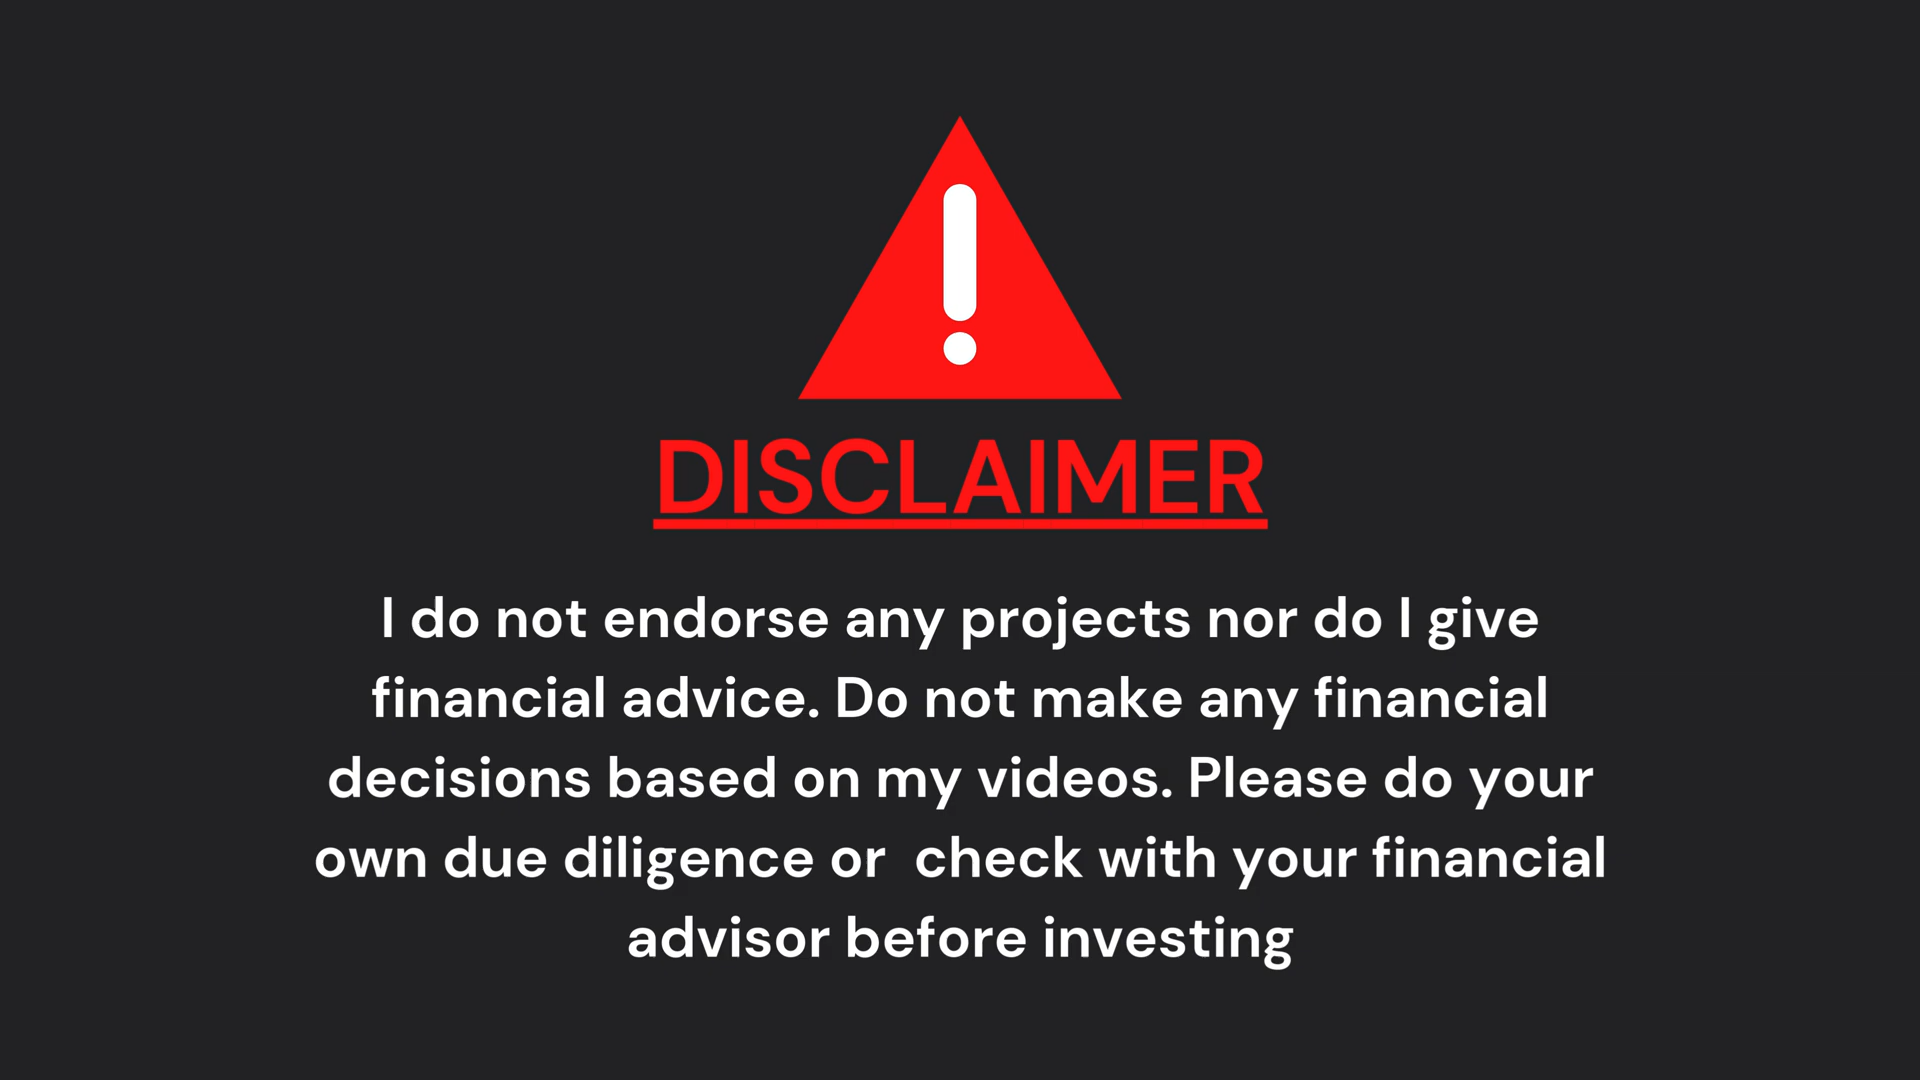 DISCLAIMER
I do not endorse any projects nor do I give
financial advice. Do not make any financial
decisions based on my videos. Please do your
own due diligence or  check with your financial
advisor before investing